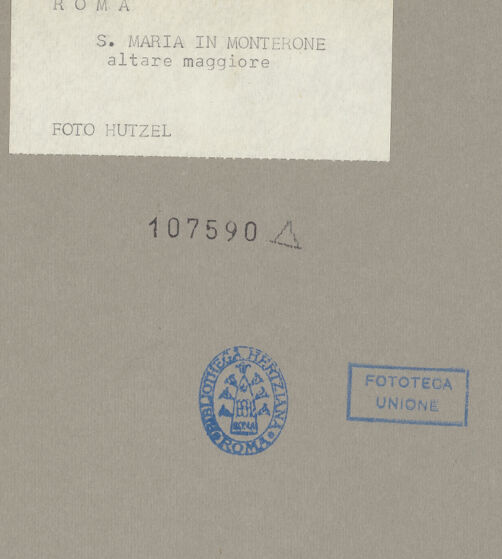 ROMA
S. MARIA IN MONTERONE
altare maggiore
FOTO HUTZEL
107590
BIBLIOTHECA HERTZIANA
ROMA
FOTOTECA
UNIONE